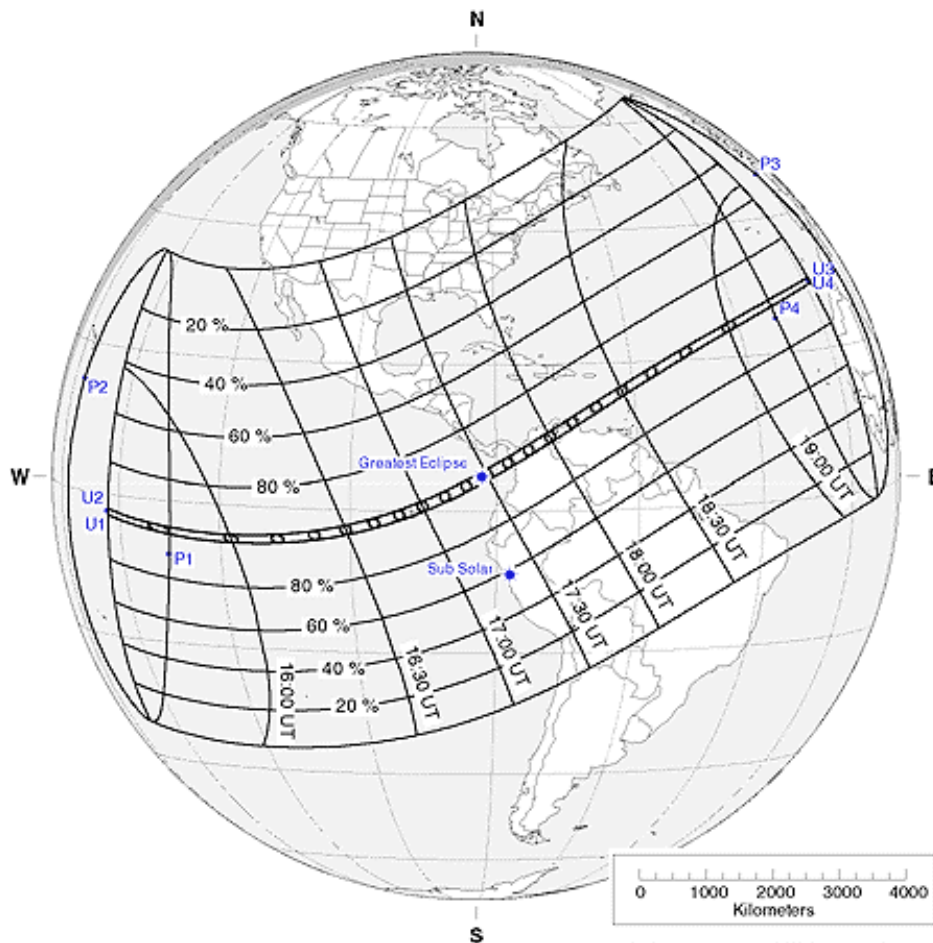 N
P3
U3
U4
P4
20 %
40 %
P2
60 %
Greatest Eclipse
80 %
W
E
19:00 UT
U2
U1
P1
18:30 UT
80 %
Sub Solar
18:00 UT
60 %
17:30 UT
17:00 UT
40 %
16:30 UT
16:00 UT
20 %
0 1000 2000 3000 4000
Kilometers
S